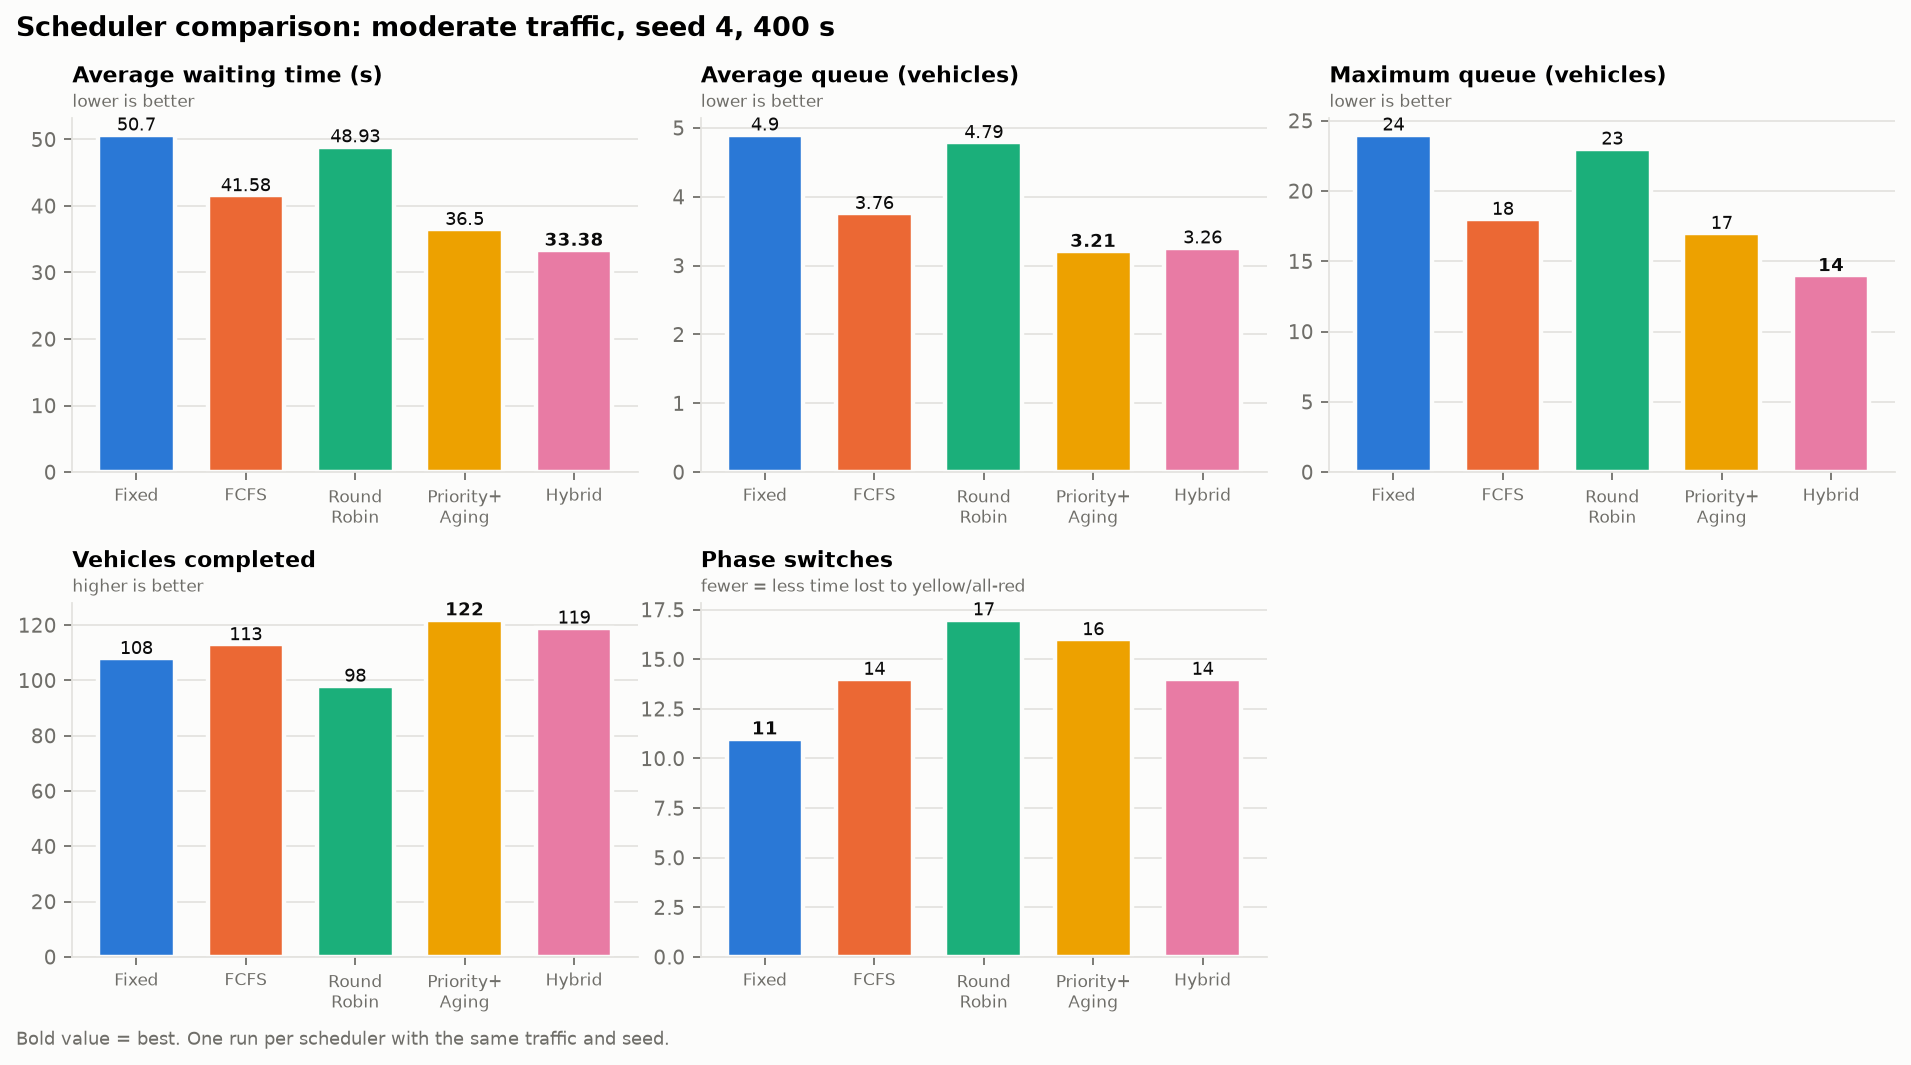 Scheduler comparison: moderate traffic, seed 4, 400 s
Average waiting time (s)
lower is better
50
40
30
20
10
0
50.7
41.58
48.93
36.5
33.38
Fixed
FCFS
Round
Robin
Priority+
Aging
Hybrid
Average queue (vehicles)
lower is better
5
4
3
2
1
0
4.9
3.76
4.79
3.21
3.26
Fixed
FCFS
Round
Robin
Priority+
Aging
Hybrid
Maximum queue (vehicles)
lower is better
25
20
15
10
5
0
24
18
23
17
14
Fixed
FCFS
Round
Robin
Priority+
Aging
Hybrid
Vehicles completed
higher is better
120
100
80
60
40
20
0
108
113
98
122
119
Fixed
FCFS
Round
Robin
Priority+
Aging
Hybrid
Phase switches
fewer = less time lost to yellow/all-red
17.5
15.0
12.5
10.0
7.5
5.0
2.5
0.0
11
14
17
16
14
Fixed
FCFS
Round
Robin
Priority+
Aging
Hybrid
Bold value = best. One run per scheduler with the same traffic and seed.